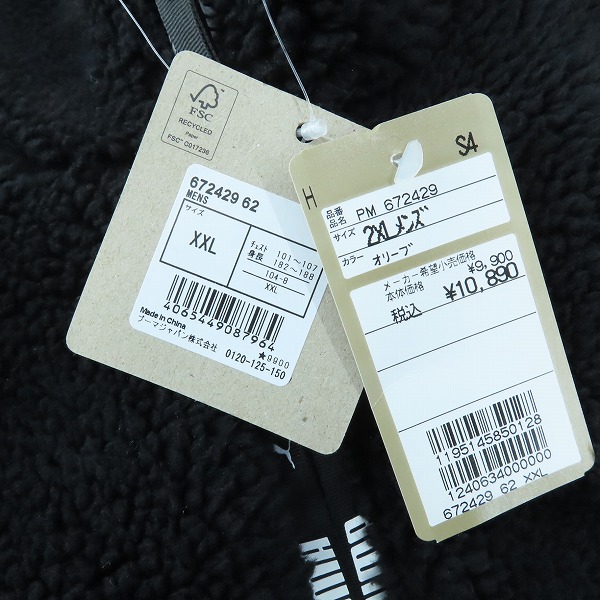 FSC
RECYCLED
Paper
FSC™ C017236
672429 62
MENS
サイズ
XXL
チェスト 101〜107
身長 182〜188
104-B
XXL
4065449087964
Made in China
プーマジャパン株式会社
★9900
0120-125-150
H
S4
品番
品名
PM 672429
サイズ
2XLメンズ
カラー
オリーブ
メーカー希望小売価格
本体価格
¥9,900
税込
¥10,890
1195145850128
1240634000000
672429 62 XXL